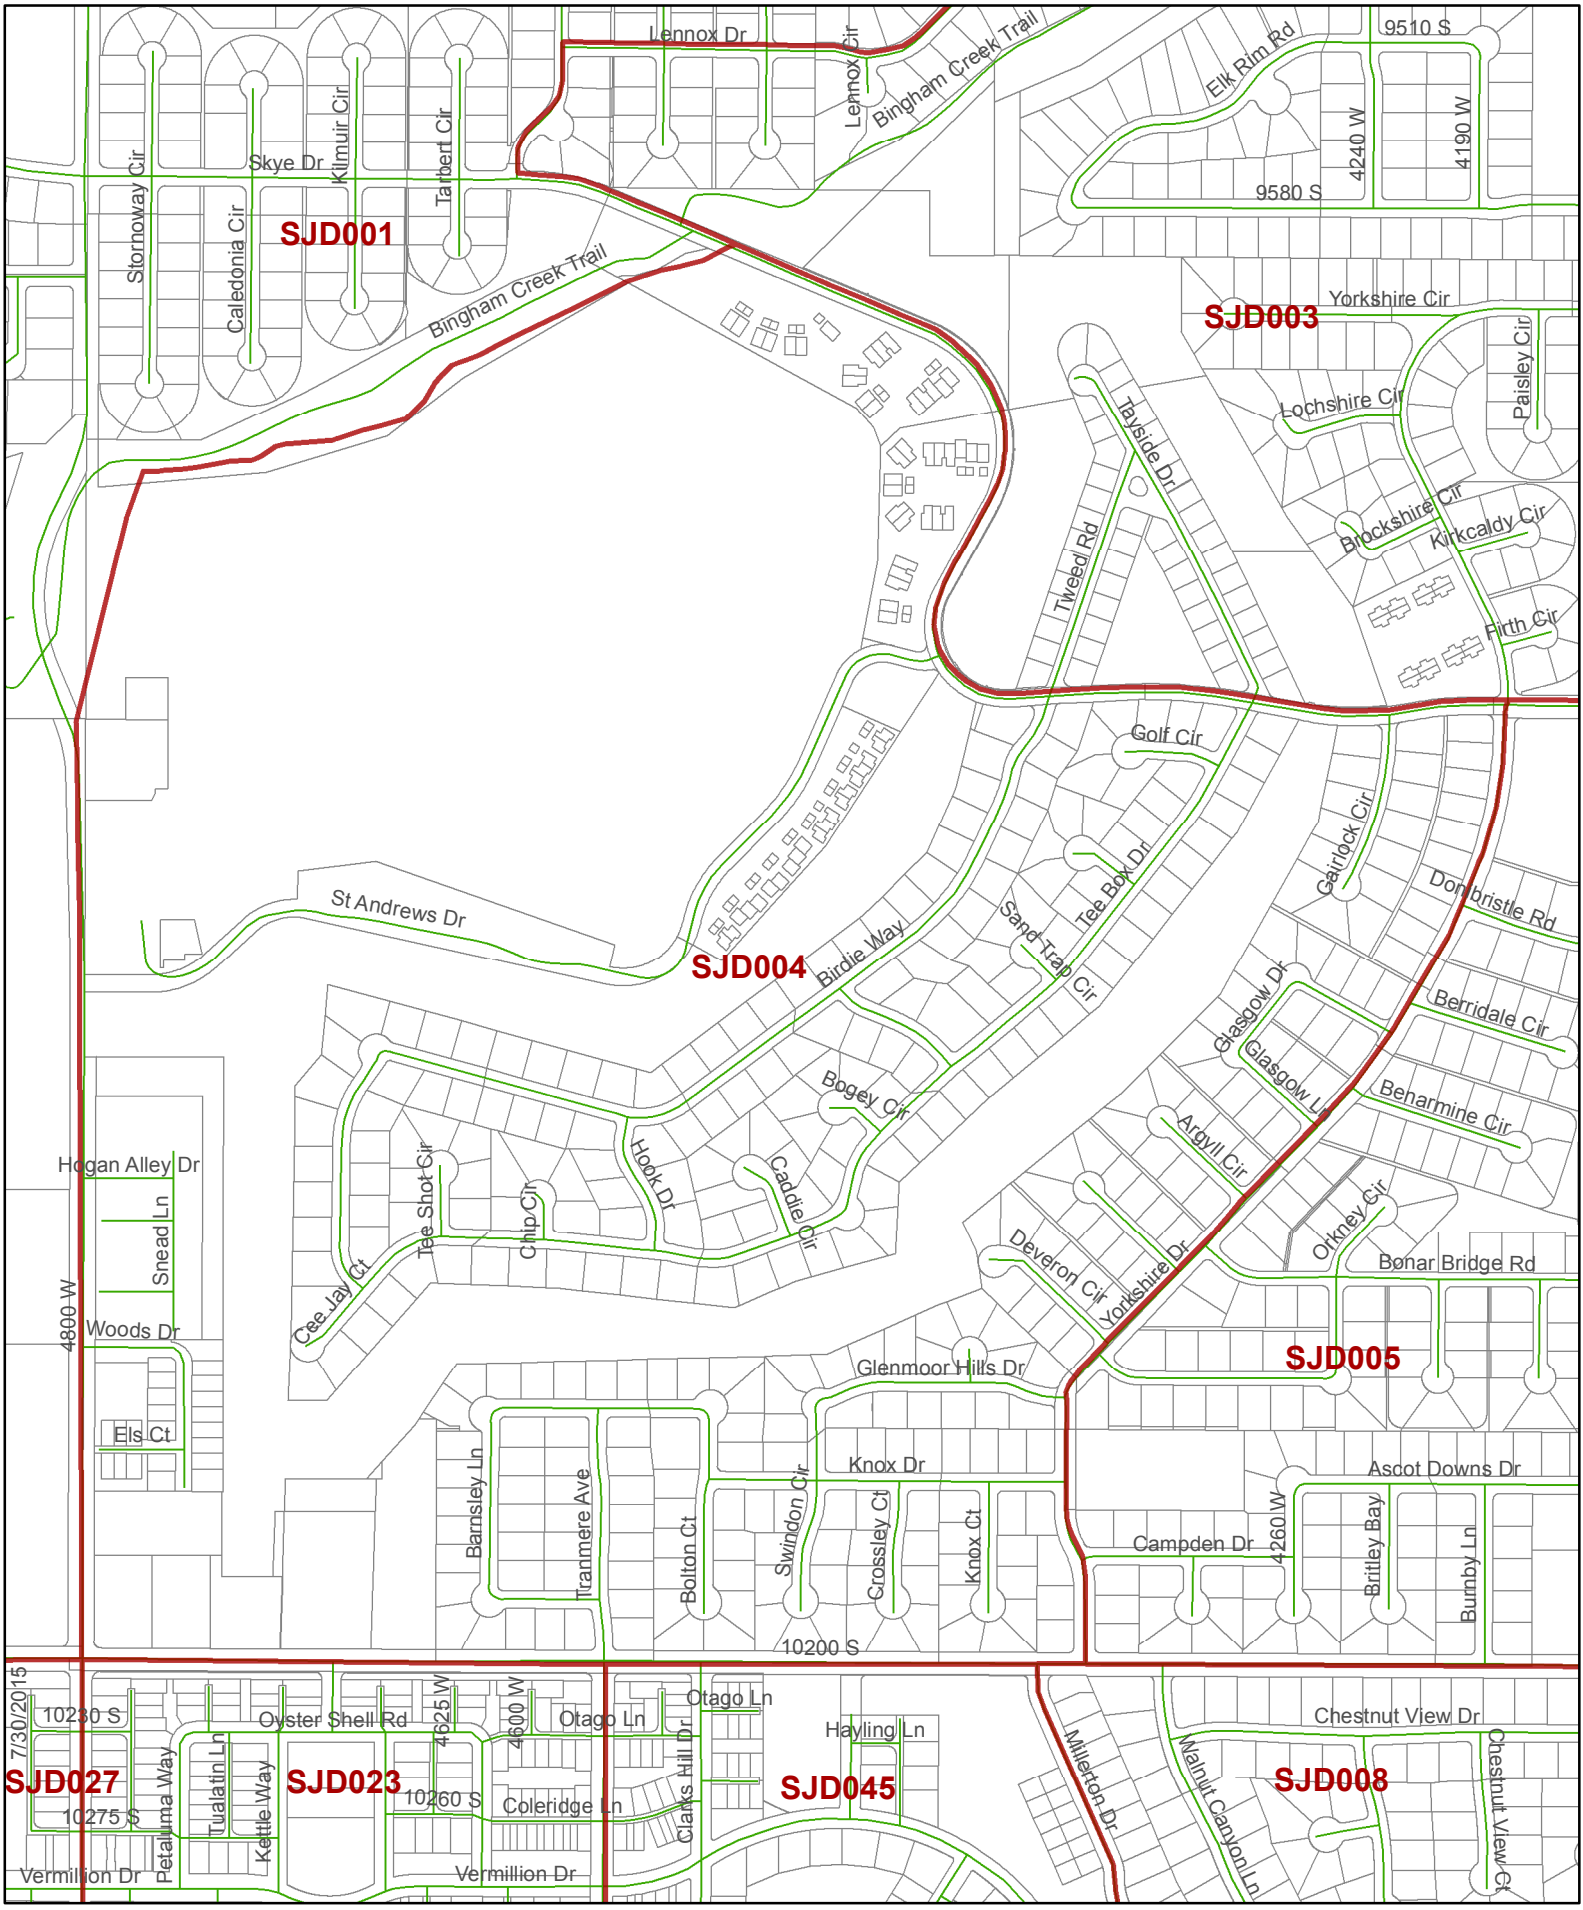 Lennox Dr
Lennox Cir
Bingham Creek Trail
Elk Rim Rd
9510 S
4240 W
4190 W
9580 S
Stornoway Cir
Skye Dr
Kilmuir Cir
Tarbert Cir
Caledonia Cir
SJD001
Bingham Creek Trail
SJD003
Yorkshire Cir
Paisley Cir
Lochshire Cir
Tayside Dr
Brockshire Cir
Kirkcaldy Cir
Tweed Rd
Firth Cir
Golf Cir
Gairlock Cir
Tee Box Dr
Donibristle Rd
St Andrews Dr
Sand Trap Cir
Birdie Way
SJD004
Glasgow Dr
Berridale Cir
Glasgow Ln
Bogey Cir
Benarmine Cir
Argyll Cir
Hogan Alley Dr
Hook Dr
Tee Shot Cir
Caddie Cir
Chip Cir
Snead Ln
Orkney Cir
Deveron Cir
Bonar Bridge Rd
Yorkshire Dr
Cee Jay Ct
4800 W
Woods Dr
SJD005
Glenmoor Hills Dr
Els Ct
Knox Dr
Ascot Downs Dr
Barnsley Ln
Tranmere Ave
Bolton Ct
Swindon Cir
Crossley Ct
Knox Ct
Campden Dr
4260 W
Britley Bay
Burnby Ln
10200 S
7/30/2015
10230 S
Oyster Shell Rd
4625 W
4600 W
Otago Ln
Otago Ln
Hayling Ln
Chestnut View Dr
SJD027
Petaluma Way
Tualatin Ln
Kettle Way
SJD023
10260 S
Coleridge Ln
Clarks Hill Dr
SJD045
Millerton Dr
Walnut Canyon Ln
SJD008
Chestnut View Ct
10275 S
Vermillion Dr
Vermillion Dr